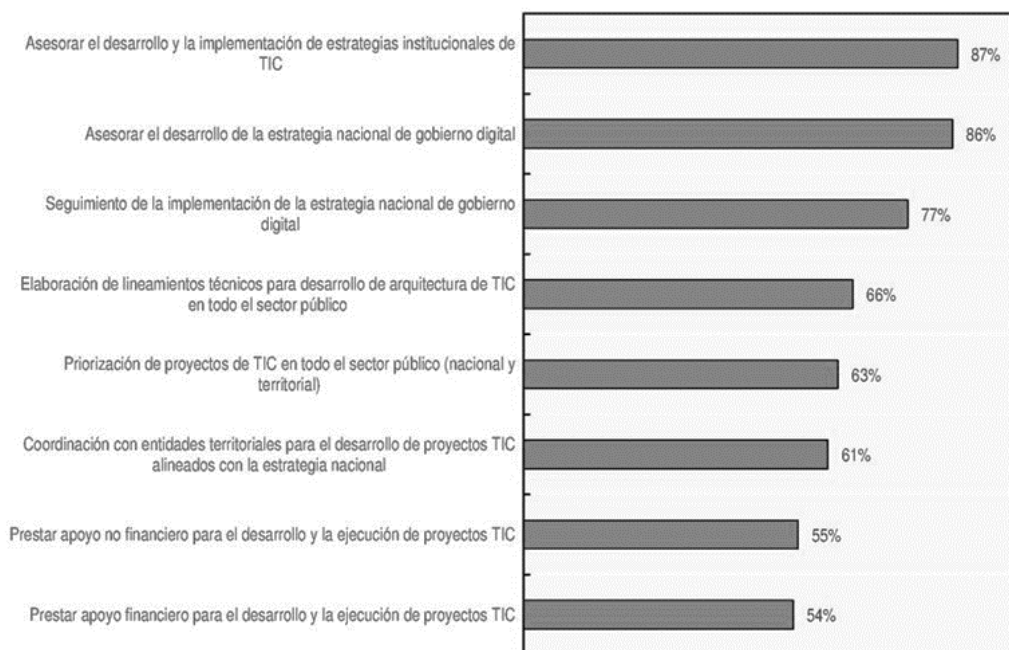 Asesorar el desarrollo y la implementación de estrategias institucionales de
TIC
87%
Asesorar el desarrollo de la estrategia nacional de gobierno digital
86%
Seguimiento de la implementación de la estrategia nacional de gobierno
digital
77%
Elaboración de lineamientos técnicos para desarrollo de arquitectura de TIC
en todo el sector público
66%
Priorización de proyectos de TIC en todo el sector público (nacional y
territorial)
63%
Coordinación con entidades territoriales para el desarrollo de proyectos TIC
alineados con la estrategia nacional
61%
Prestar apoyo no financiero para el desarrollo y la ejecución de proyectos TIC
55%
Prestar apoyo financiero para el desarrollo y la ejecución de proyectos TIC
54%